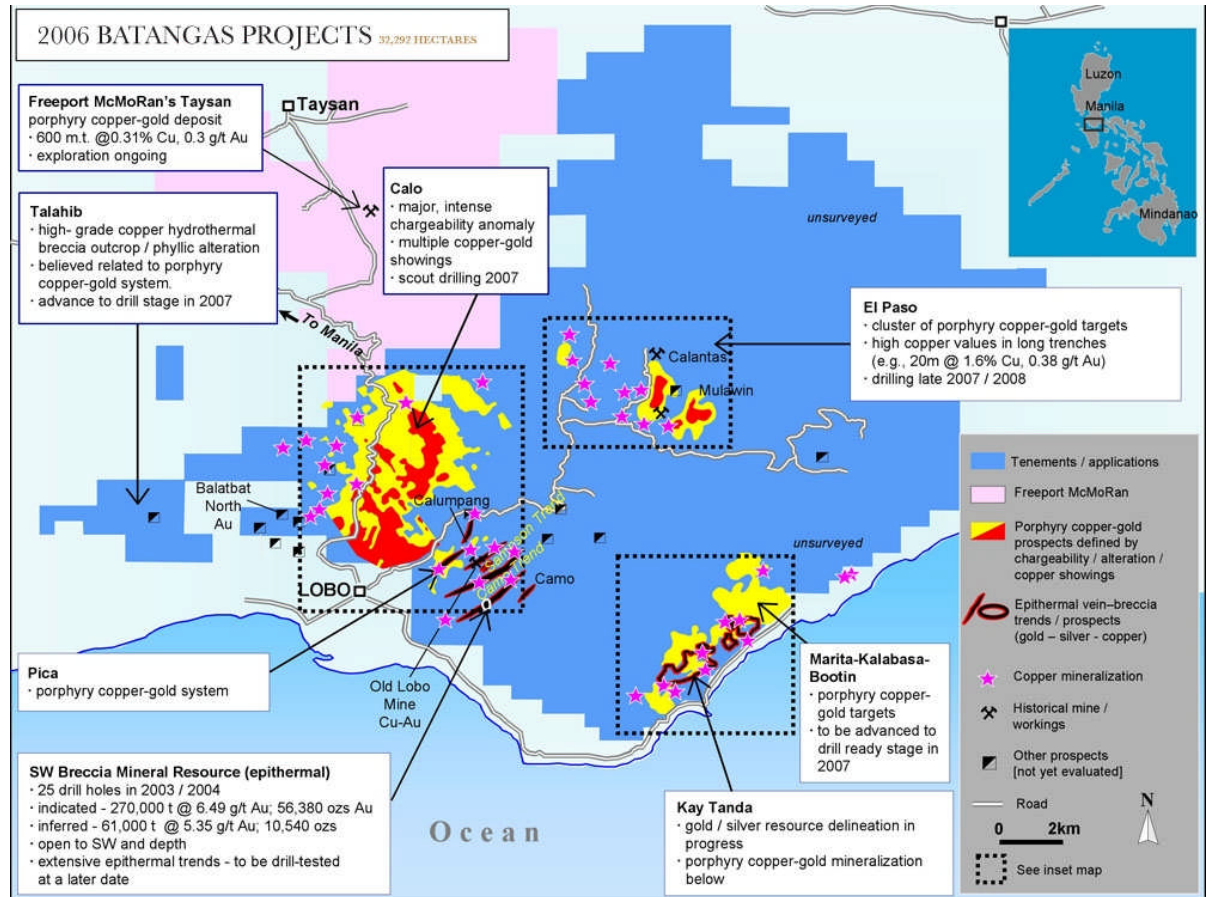 2006 BATANGAS PROJECTS 32,292 HECTARES
Freeport McMoRan's Taysan
porphyry copper-gold deposit
· 600 m.t. @0.31% Cu, 0.3 g/t Au
· exploration ongoing
Taysan
Talahib
· high- grade copper hydrothermal
breccia outcrop / phyllic alteration
· believed related to porphyry
copper-gold system.
· advance to drill stage in 2007
Calo
· major, intense
chargeability anomaly
· multiple copper-gold
showings
· scout drilling 2007
To Manila
unsurveyed
Luzon
Manila
Mindanao
El Paso
· cluster of porphyry copper-gold targets
· high copper values in long trenches
(e.g., 20m @ 1.6% Cu, 0.38 g/t Au)
· drilling late 2007 / 2008
Calantas
Mulawin
Balatbat
North
Au
Calumpang
Samson Trend
Camo Trend
Camo
LOBO
unsurveyed
Pica
· porphyry copper-gold system
Old Lobo
Mine
Cu-Au
SW Breccia Mineral Resource (epithermal)
· 25 drill holes in 2003 / 2004
· indicated - 270,000 t @ 6.49 g/t Au; 56,380 ozs Au
· inferred - 61,000 t @ 5.35 g/t Au; 10,540 ozs
· open to SW and depth
· extensive epithermal trends - to be drill-tested
at a later date
Ocean
Marita-Kalabasa-
Bootin
· porphyry copper-
gold targets
· to be advanced to
drill ready stage in
2007
Kay Tanda
· gold / silver resource delineation in
progress
· porphyry copper-gold mineralization
below
Tenements / applications
Freeport McMoRan
Porphyry copper-gold
prospects defined by
chargeability / alteration /
copper showings
Epithermal vein–breccia
trends / prospects
(gold – silver - copper)
Copper mineralization
Historical mine /
workings
Other prospects
[not yet evaluated]
Road
N
0 2km
See inset map